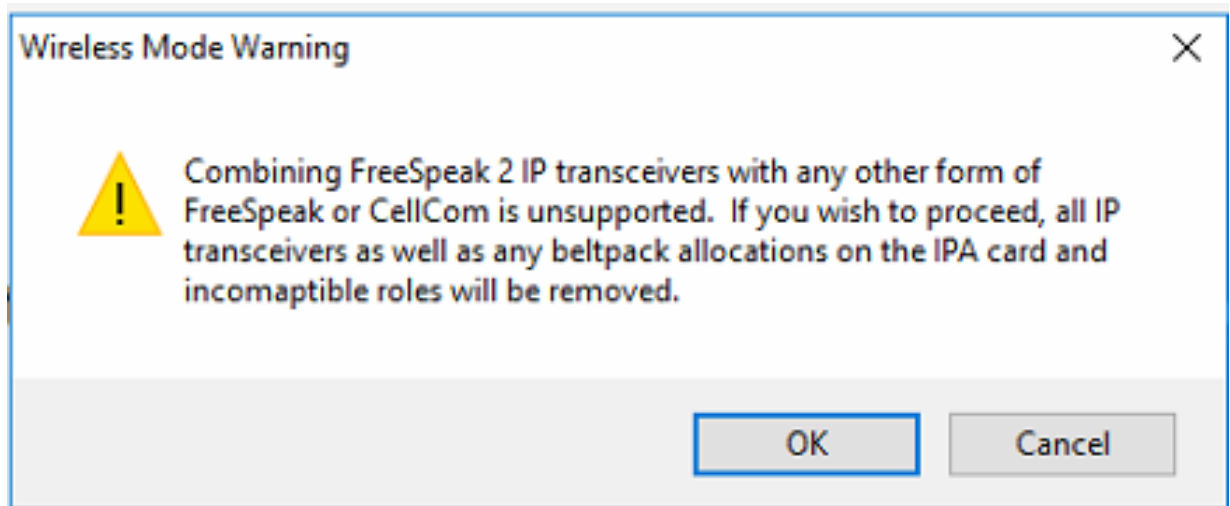 Wireless Mode Warning
Combining FreeSpeak 2 IP transceivers with any other form of
FreeSpeak or CellCom is unsupported.  If you wish to proceed, all IP
transceivers as well as any beltpack allocations on the IPA card and
incomaptible roles will be removed.
OK
Cancel